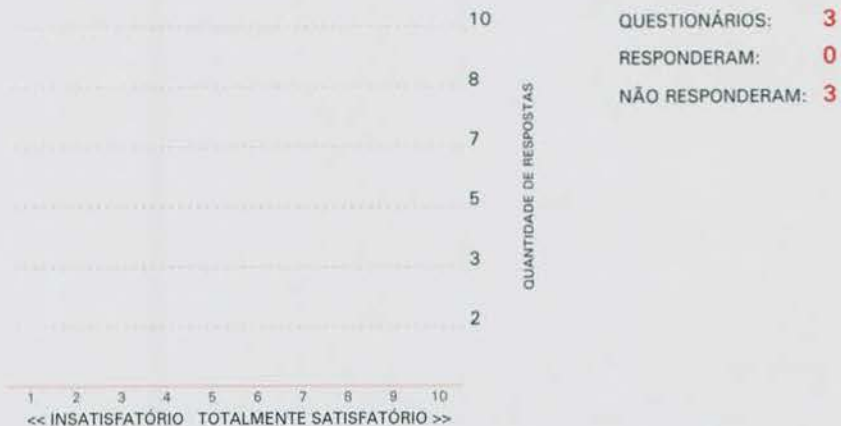 10
8
7
5
3
2
QUANTIDADE DE RESPOSTAS
1 2 3 4 5 6 7 8 9 10
<< INSATISFATÓRIO TOTALMENTE SATISFATÓRIO >>
QUESTIONÁRIOS: 3
RESPONDERAM: 0
NÃO RESPONDERAM: 3